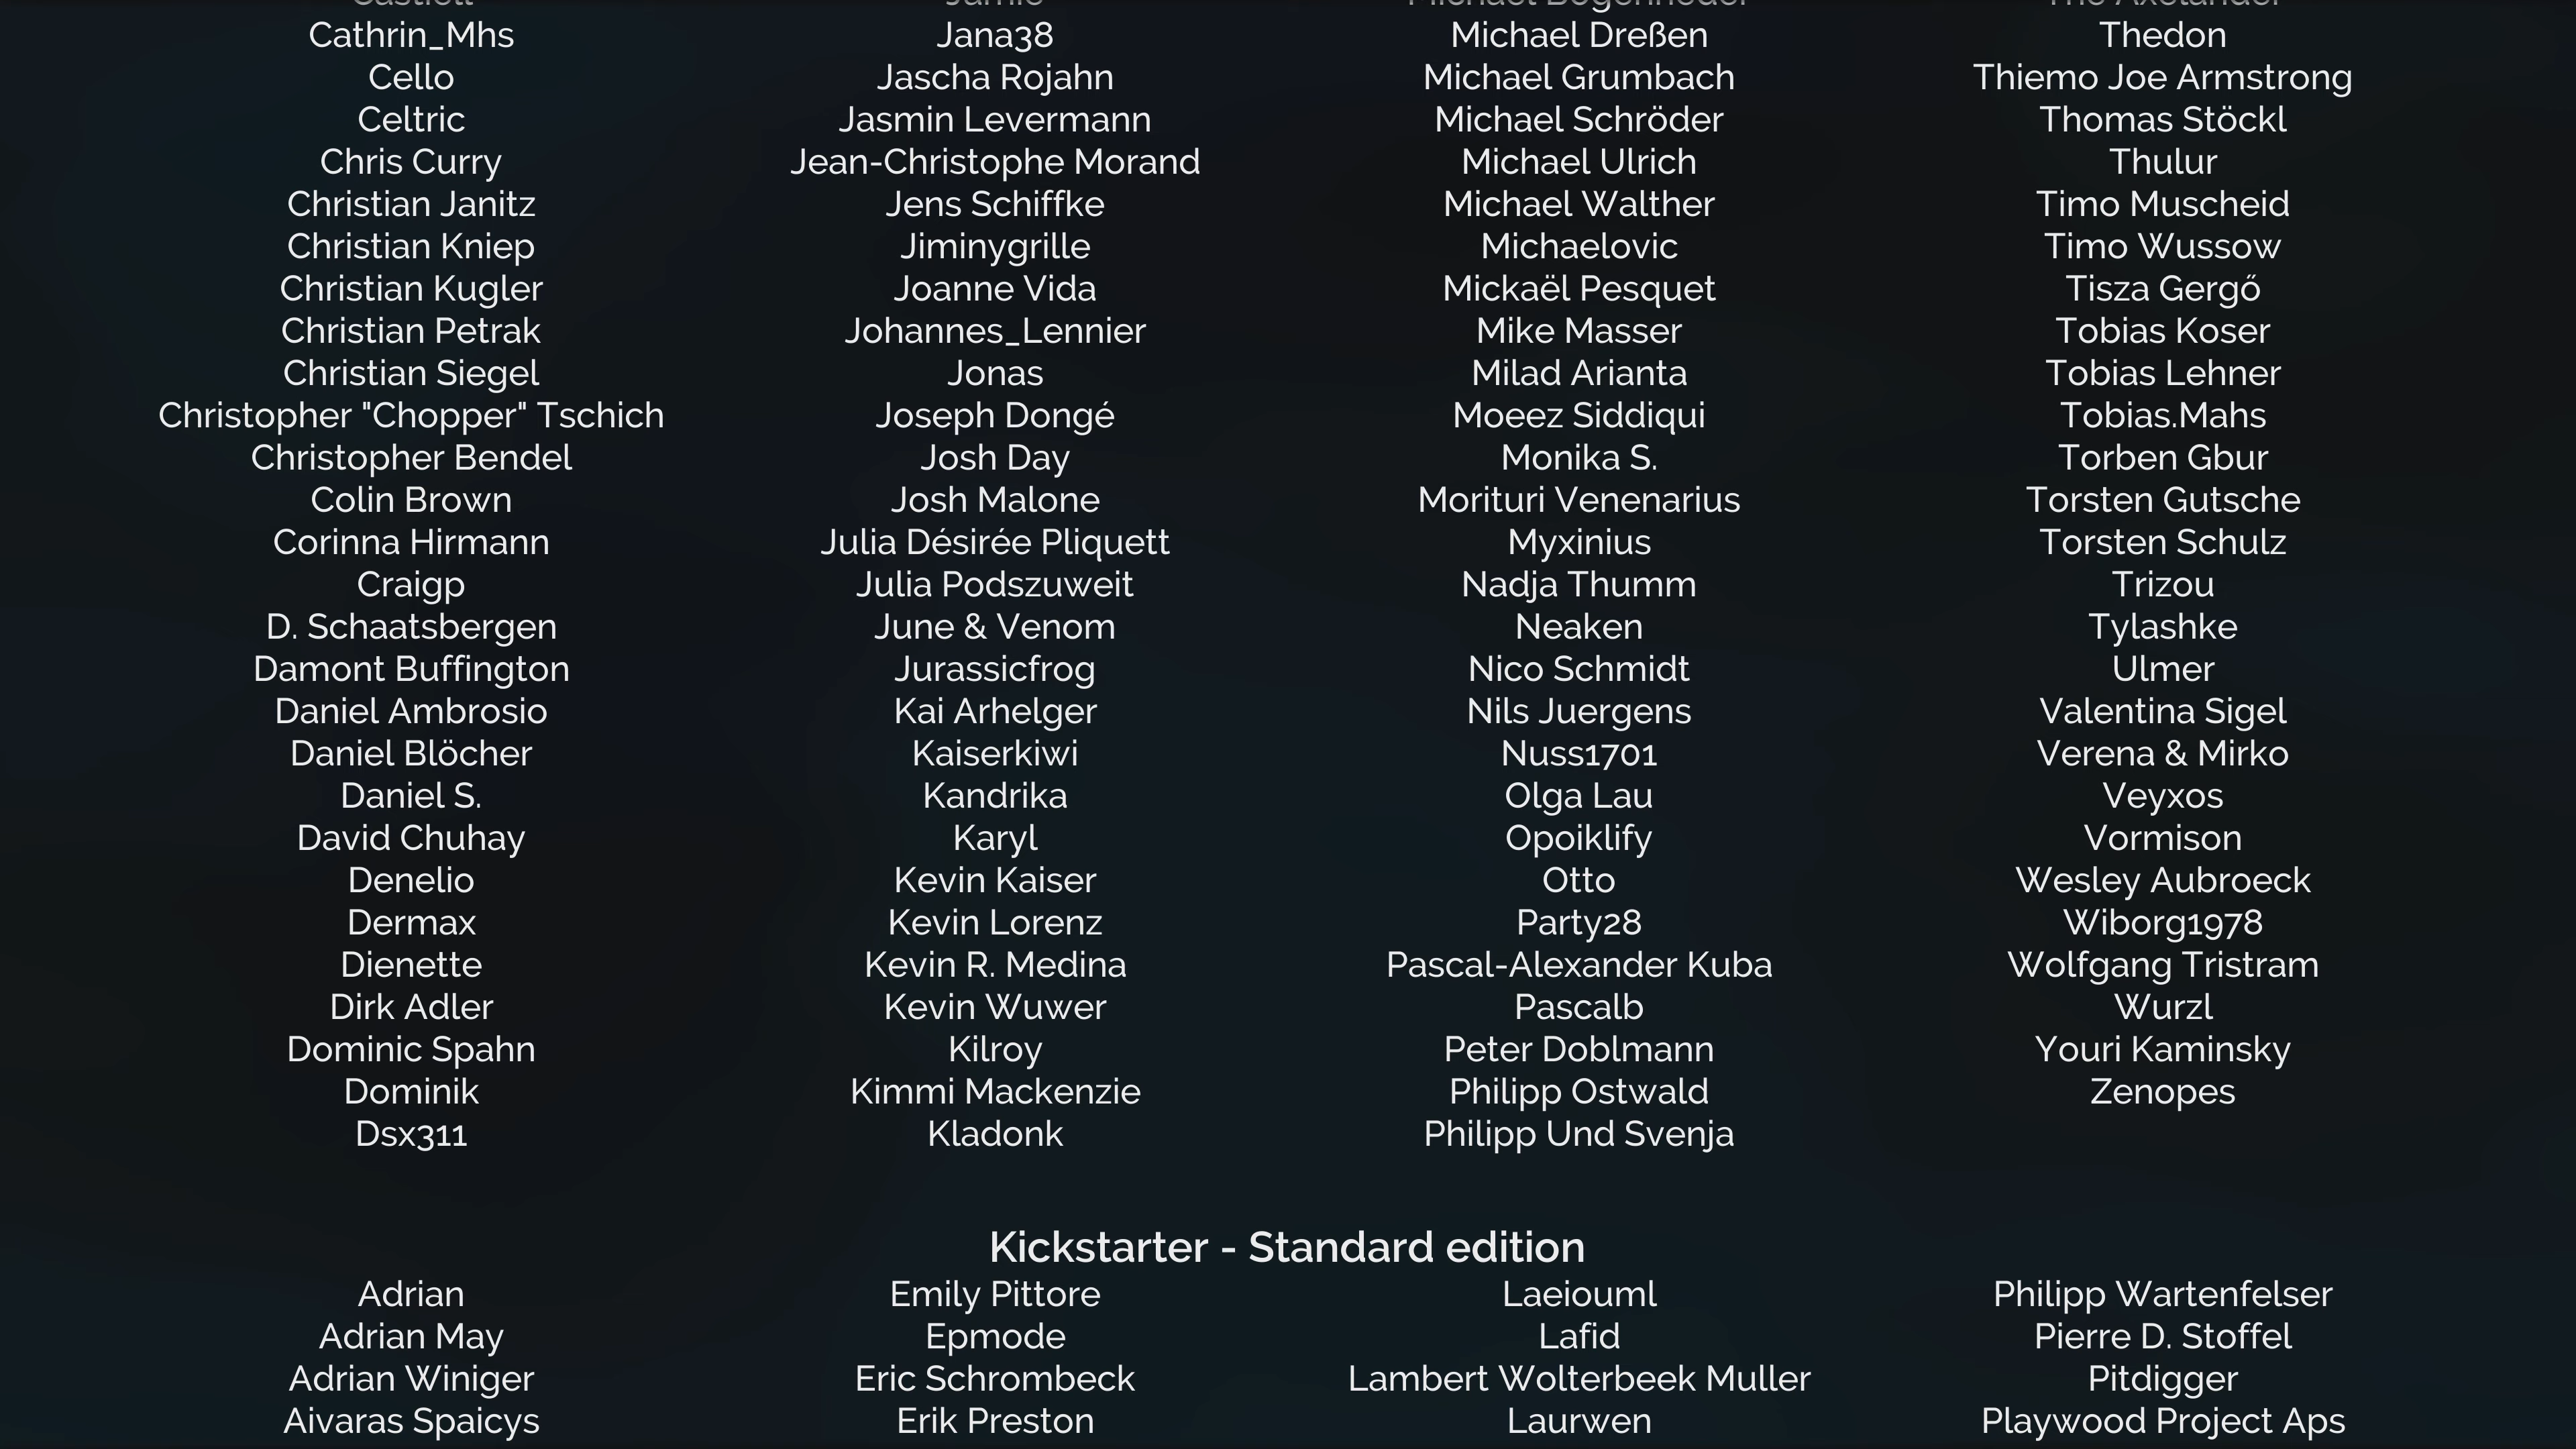 Cathrin_Mhs
Cello
Celtric
Chris Curry
Christian Janitz
Christian Kniep
Christian Kugler
Christian Petrak
Christian Siegel
Christopher "Chopper" Tschich
Christopher Bendel
Colin Brown
Corinna Hirmann
Craigp
D. Schaatsbergen
Damont Buffington
Daniel Ambrosio
Daniel Blöcher
Daniel S.
David Chuhay
Denelio
Dermax
Dienette
Dirk Adler
Dominic Spahn
Dominik
Dsx311
Jana38
Jascha Rojahn
Jasmin Levermann
Jean-Christophe Morand
Jens Schiffke
Jiminygrille
Joanne Vida
Johannes_Lennier
Jonas
Joseph Dongé
Josh Day
Josh Malone
Julia Désirée Pliquett
Julia Podszuweit
June & Venom
Jurassicfrog
Kai Arhelger
Kaiserkiwi
Kandrika
Karyl
Kevin Kaiser
Kevin Lorenz
Kevin R. Medina
Kevin Wuwer
Kilroy
Kimmi Mackenzie
Kladonk
Michael Dreßen
Michael Grumbach
Michael Schröder
Michael Ulrich
Michael Walther
Michaelovic
Mickaël Pesquet
Mike Masser
Milad Arianta
Moeez Siddiqui
Monika S.
Morituri Venenarius
Myxinius
Nadja Thumm
Neaken
Nico Schmidt
Nils Juergens
Nuss1701
Olga Lau
Opoiklify
Otto
Party28
Pascal-Alexander Kuba
Pascalb
Peter Doblmann
Philipp Ostwald
Philipp Und Svenja
Thedon
Thiemo Joe Armstrong
Thomas Stöckl
Thulur
Timo Muscheid
Timo Wussow
Tisza Gergő
Tobias Koser
Tobias Lehner
Tobias.Mahs
Torben Gbur
Torsten Gutsche
Torsten Schulz
Trizou
Tylashke
Ulmer
Valentina Sigel
Verena & Mirko
Veyxos
Vormison
Wesley Aubroeck
Wiborg1978
Wolfgang Tristram
Wurzl
Youri Kaminsky
Zenopes
Kickstarter - Standard edition
Adrian
Adrian May
Adrian Winiger
Aivaras Spaicys
Emily Pittore
Epmode
Eric Schrombeck
Erik Preston
Laeiouml
Lafid
Lambert Wolterbeek Muller
Laurwen
Philipp Wartenfelser
Pierre D. Stoffel
Pitdigger
Playwood Project Aps